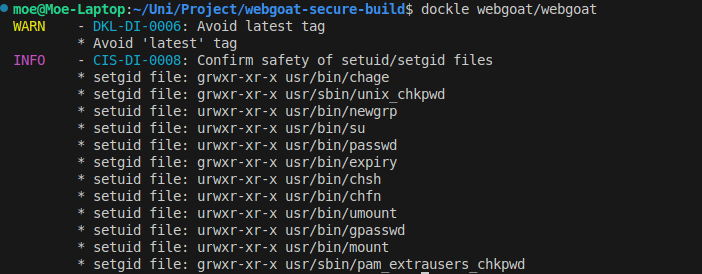 moe@Moe-Laptop:~/Uni/Project/webgoat-secure-build$ dockle webgoat/webgoat
WARN - DKL-DI-0006: Avoid latest tag
* Avoid 'latest' tag
INFO - CIS-DI-0008: Confirm safety of setuid/setgid files
* setgid file: grwxr-xr-x usr/bin/chage
* setgid file: grwxr-xr-x usr/sbin/unix_chkpwd
* setuid file: urwxr-xr-x usr/bin/newgrp
* setuid file: urwxr-xr-x usr/bin/su
* setuid file: urwxr-xr-x usr/bin/passwd
* setgid file: grwxr-xr-x usr/bin/expiry
* setuid file: urwxr-xr-x usr/bin/chsh
* setuid file: urwxr-xr-x usr/bin/chfn
* setuid file: urwxr-xr-x usr/bin/umount
* setuid file: urwxr-xr-x usr/bin/gpasswd
* setuid file: urwxr-xr-x usr/bin/mount
* setgid file: grwxr-xr-x usr/sbin/pam_extrausers_chkpwd